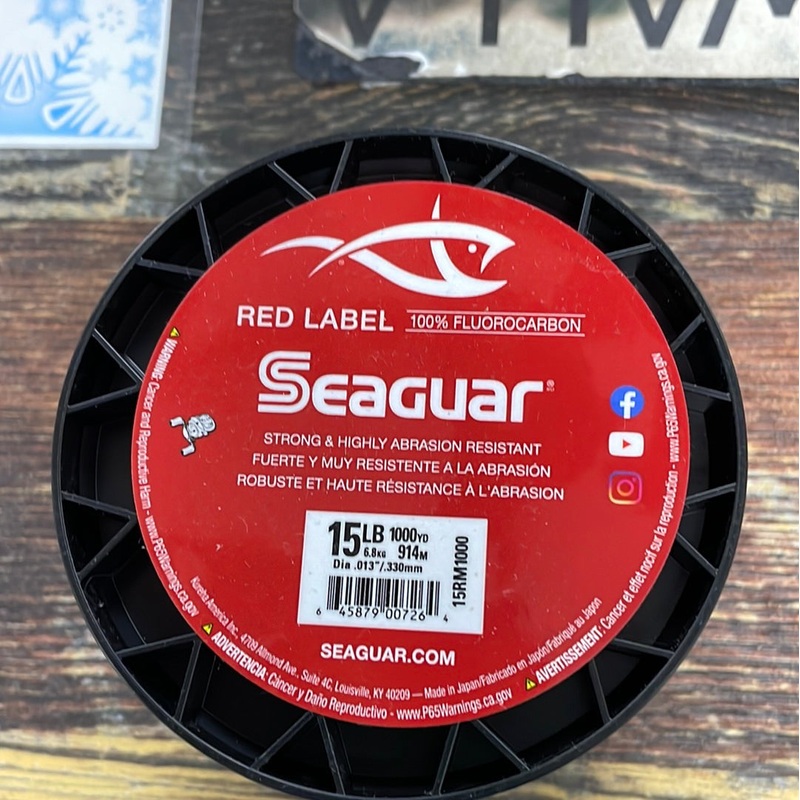 RED LABEL 100% FLUOROCARBON
SEAGUAR
STRONG & HIGHLY ABRASION RESISTANT
FUERTE Y MUY RESISTENTE A LA ABRASIÓN
ROBUSTE ET HAUTE RÉSISTANCE À L'ABRASION
15LB 1000YD
6.8KG 914M
Dia .013"/.330mm
6 45879 00726 4
15RM1000
SEAGUAR.COM
WARNING: Cancer and Reproductive Harm - www.P65Warnings.ca.gov
ADVERTENCIA: Cáncer y Daño Reproductivo - www.P65Warnings.ca.gov
AVERTISSEMENT: Cancer et effet nocif sur la reproduction - www.P65Warnings.ca.gov
Kureha America Inc. 4709 Allmond Ave., Suite 4C, Louisville, KY 40209 — Made in Japan/Fabricado en Japón/Fabriqué au Japon